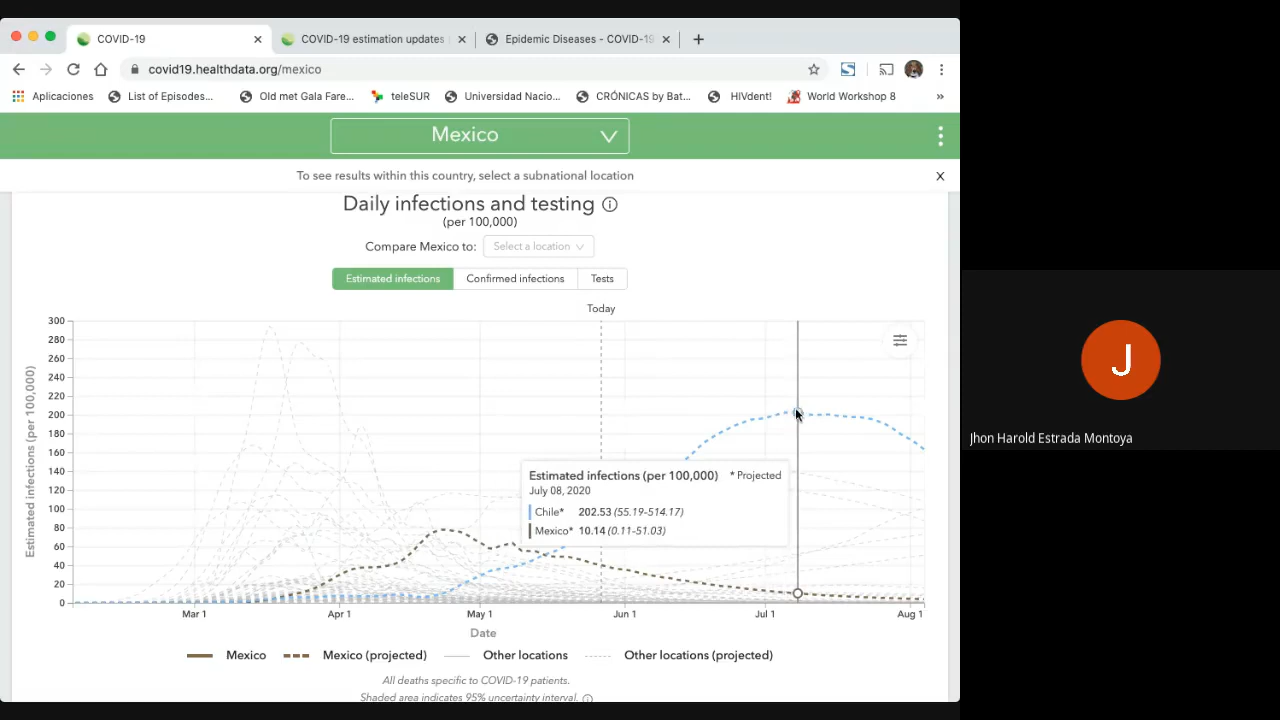 COVID-19
COVID-19 estimation updates
Epidemic Diseases - COVID-19
covid19.healthdata.org/mexico
Aplicaciones
List of Episodes...
Old met Gala Fare...
teleSUR
Universidad Nacio...
CRÓNICAS by Bat...
HIVdent!
World Workshop 8
»
Mexico
To see results within this country, select a subnational location
X
Daily infections and testing
(per 100,000)
Compare Mexico to: Select a location
Estimated infections
Confirmed infections
Tests
Today
Estimated infections (per 100,000)
300
280
260
240
220
200
180
160
140
120
100
80
60
40
20
0
Estimated infections (per 100,000) * Projected
July 08, 2020
Chile* 202.53 (55.19-514.17)
Mexico* 10.14 (0.11-51.03)
Mar 1
Apr 1
May 1
Jun 1
Jul 1
Aug 1
Date
Mexico
Mexico (projected)
Other locations
Other locations (projected)
All deaths specific to COVID-19 patients.
Shaded area indicates 95% uncertainty interval.
J
Jhon Harold Estrada Montoya